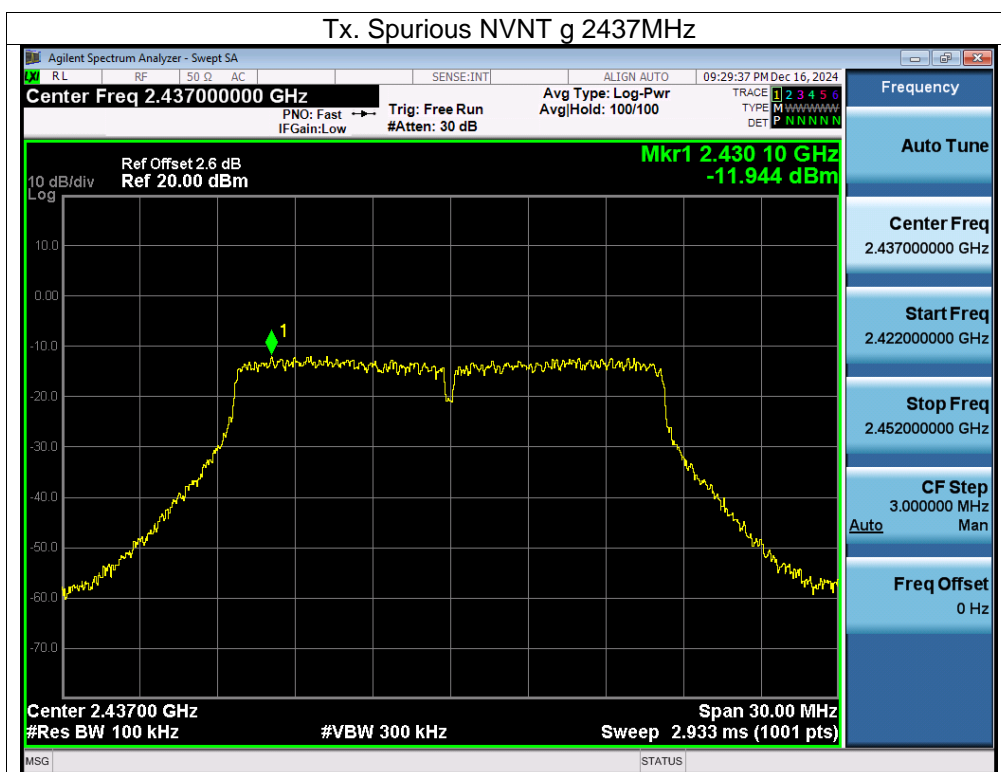 Tx. Spurious NVNT g 2437MHz
Agilent Spectrum Analyzer - Swept SA
LXI RL RF 50 Ω AC SENSE:INT ALIGN AUTO 09:29:37 PM Dec 16, 2024
Center Freq 2.437000000 GHz
PNO: Fast
IFGain:Low
Trig: Free Run
#Atten: 30 dB
Avg Type: Log-Pwr
Avg|Hold: 100/100
TRACE 1 2 3 4 5 6
TYPE M WWWWW
DET P N N N N N
Ref Offset 2.6 dB
Ref 20.00 dBm
10 dB/div
Log
Mkr1 2.430 10 GHz
-11.944 dBm
10.0
0.00
-10.0
-20.0
-30.0
-40.0
-50.0
-60.0
-70.0
1
Center 2.43700 GHz
Span 30.00 MHz
#Res BW 100 kHz
#VBW 300 kHz
Sweep 2.933 ms (1001 pts)
MSG
STATUS
Frequency
Auto Tune
Center Freq
2.437000000 GHz
Start Freq
2.422000000 GHz
Stop Freq
2.452000000 GHz
CF Step
3.000000 MHz
Auto Man
Freq Offset
0 Hz